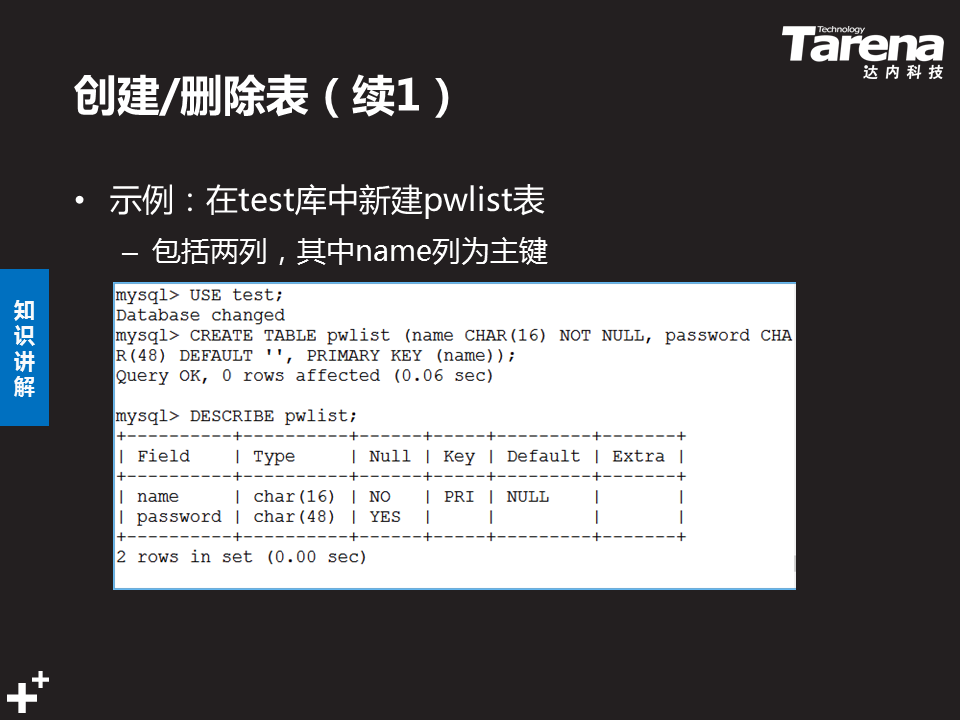 Technology
Tarena
达内科技
创建/删除表（续1）
• 示例：在test库中新建pwlist表
– 包括两列，其中name列为主键
知
识
讲
解
mysql> USE test;
Database changed
mysql> CREATE TABLE pwlist (name CHAR(16) NOT NULL, password CHA
R(48) DEFAULT '', PRIMARY KEY (name));
Query OK, 0 rows affected (0.06 sec)
mysql> DESCRIBE pwlist;
+----------+----------+------+-----+---------+-------+
| Field    | Type     | Null | Key | Default | Extra |
+----------+----------+------+-----+---------+-------+
| name     | char(16) | NO   | PRI | NULL    |       |
| password | char(48) | YES  |     |         |       |
+----------+----------+------+-----+---------+-------+
2 rows in set (0.00 sec)